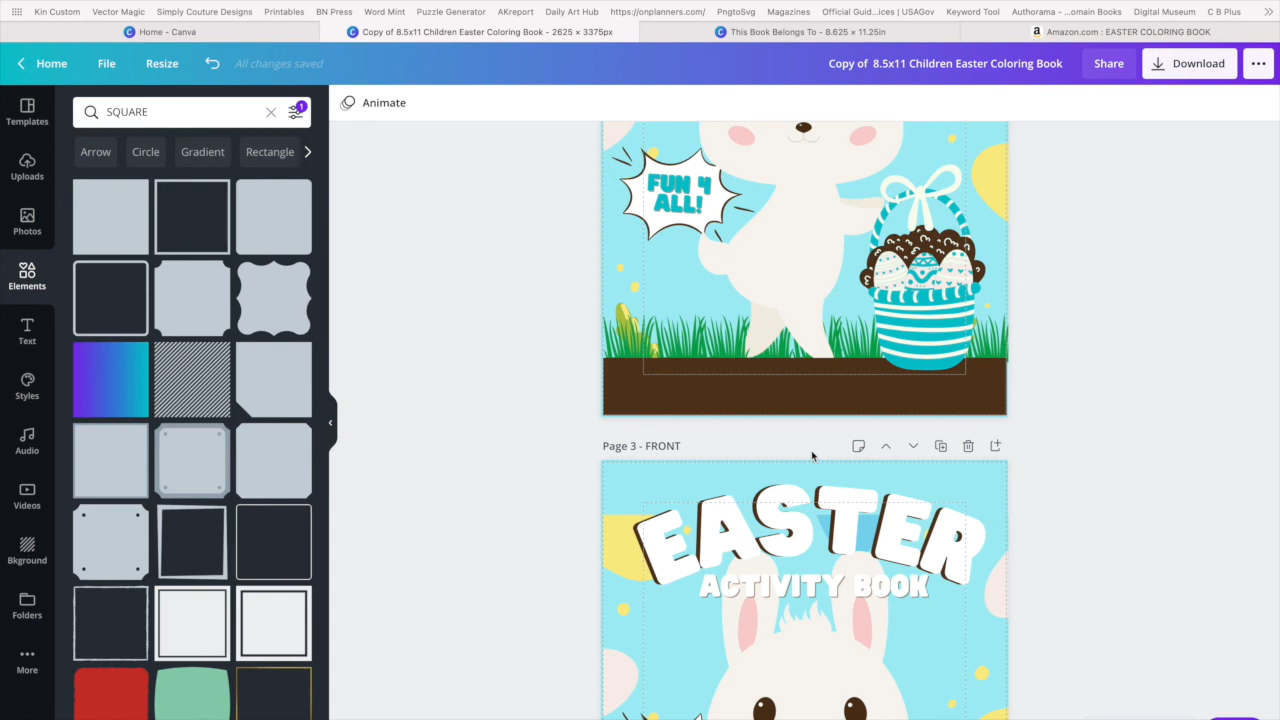 Kin Custom Vector Magic Simply Couture Designs Printables BN Press Word Mint Puzzle Generator AKreport Daily Art Hub https://onplanners.com/ PngtoSvg Magazines Official Guid...ices | USAGov Keyword Tool Authorama - ...omain Books Digital Museum C B Plus
Home - Canva
Copy of 8.5x11 Children Easter Coloring Book - 2625 × 3375px
This Book Belongs To - 8.625 × 11.25in
Amazon.com : EASTER COLORING BOOK
Home File Resize All changes saved
Copy of 8.5x11 Children Easter Coloring Book Share Download
Templates
Uploads
Photos
Elements
Text
Styles
Audio
Videos
Bkground
Folders
More
SQUARE
1
Arrow Circle Gradient Rectangle
Animate
FUN 4
ALL!
Page 3 - FRONT
EASTER
ACTIVITY BOOK